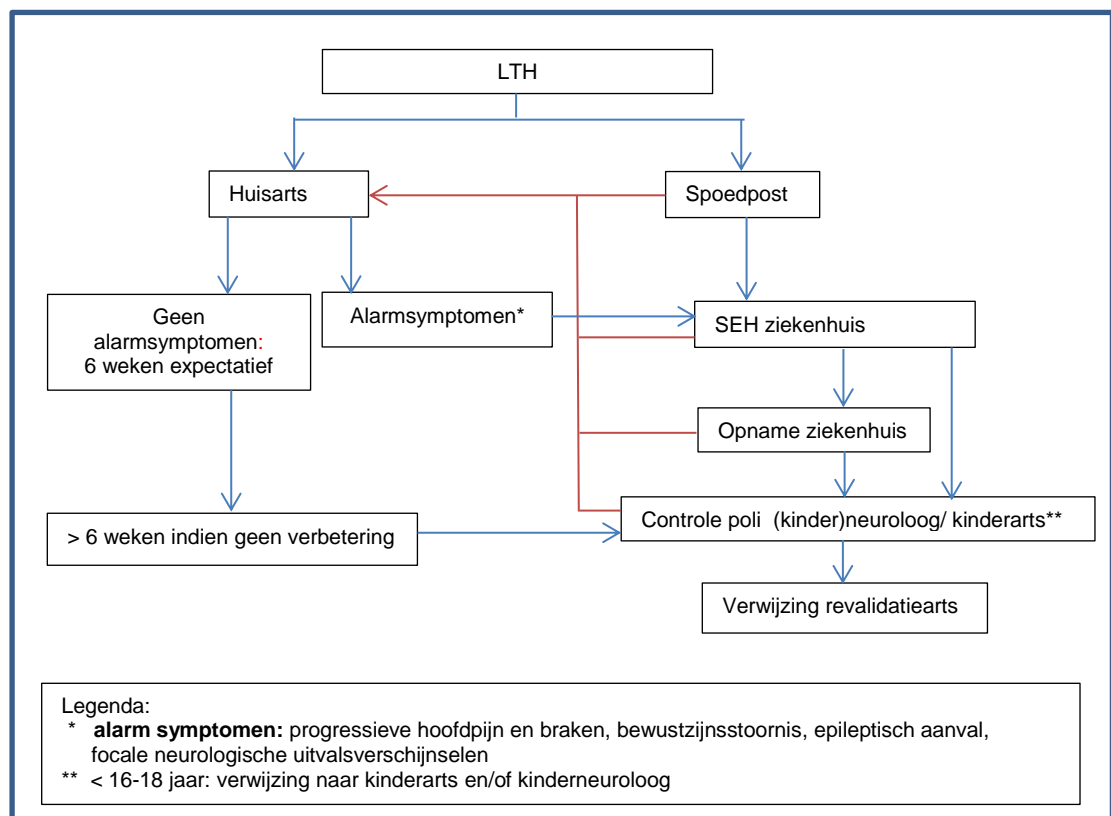 LTH
Huisarts
Spoedpost
Geen
alarmsymptomen:
6 weken expectatief
Alarmsymptomen*
SEH ziekenhuis
Opname ziekenhuis
> 6 weken indien geen verbetering
Controle poli (kinder)neuroloog/ kinderarts**
Verwijzing revalidatiearts
Legenda:
* alarm symptomen: progressieve hoofdpijn en braken, bewustzijnsstoornis, epileptisch aanval,
focale neurologische uitvalsverschijnselen
** < 16-18 jaar: verwijzing naar kinderarts en/of kinderneuroloog